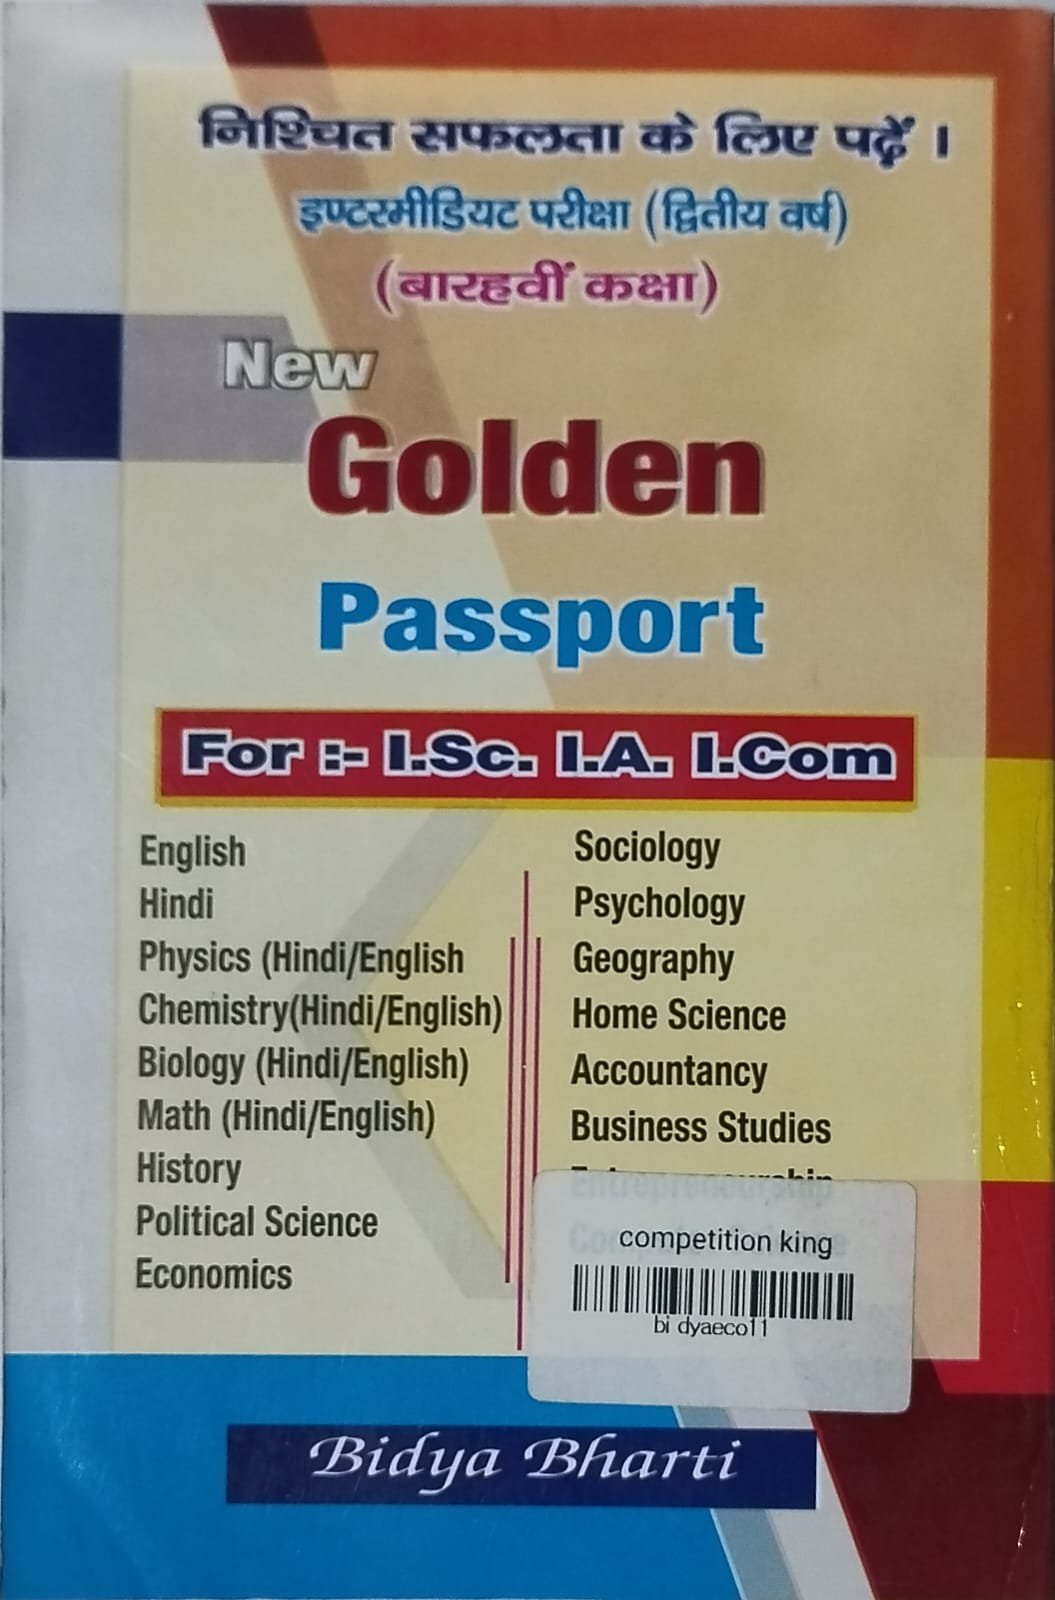 निश्चित सफलता के लिए पढ़ें ।
इण्टरमीडियट परीक्षा (द्वितीय वर्ष)
(बारहवीं कक्षा)
New
Golden
Passport
For :- I.Sc. I.A. I.Com
English
Hindi
Physics (Hindi/English
Chemistry(Hindi/English)
Biology (Hindi/English)
Math (Hindi/English)
History
Political Science
Economics
Sociology
Psychology
Geography
Home Science
Accountancy
Business Studies
Entrepreneurship
competition king
bidyaeco11
Bidya Bharti